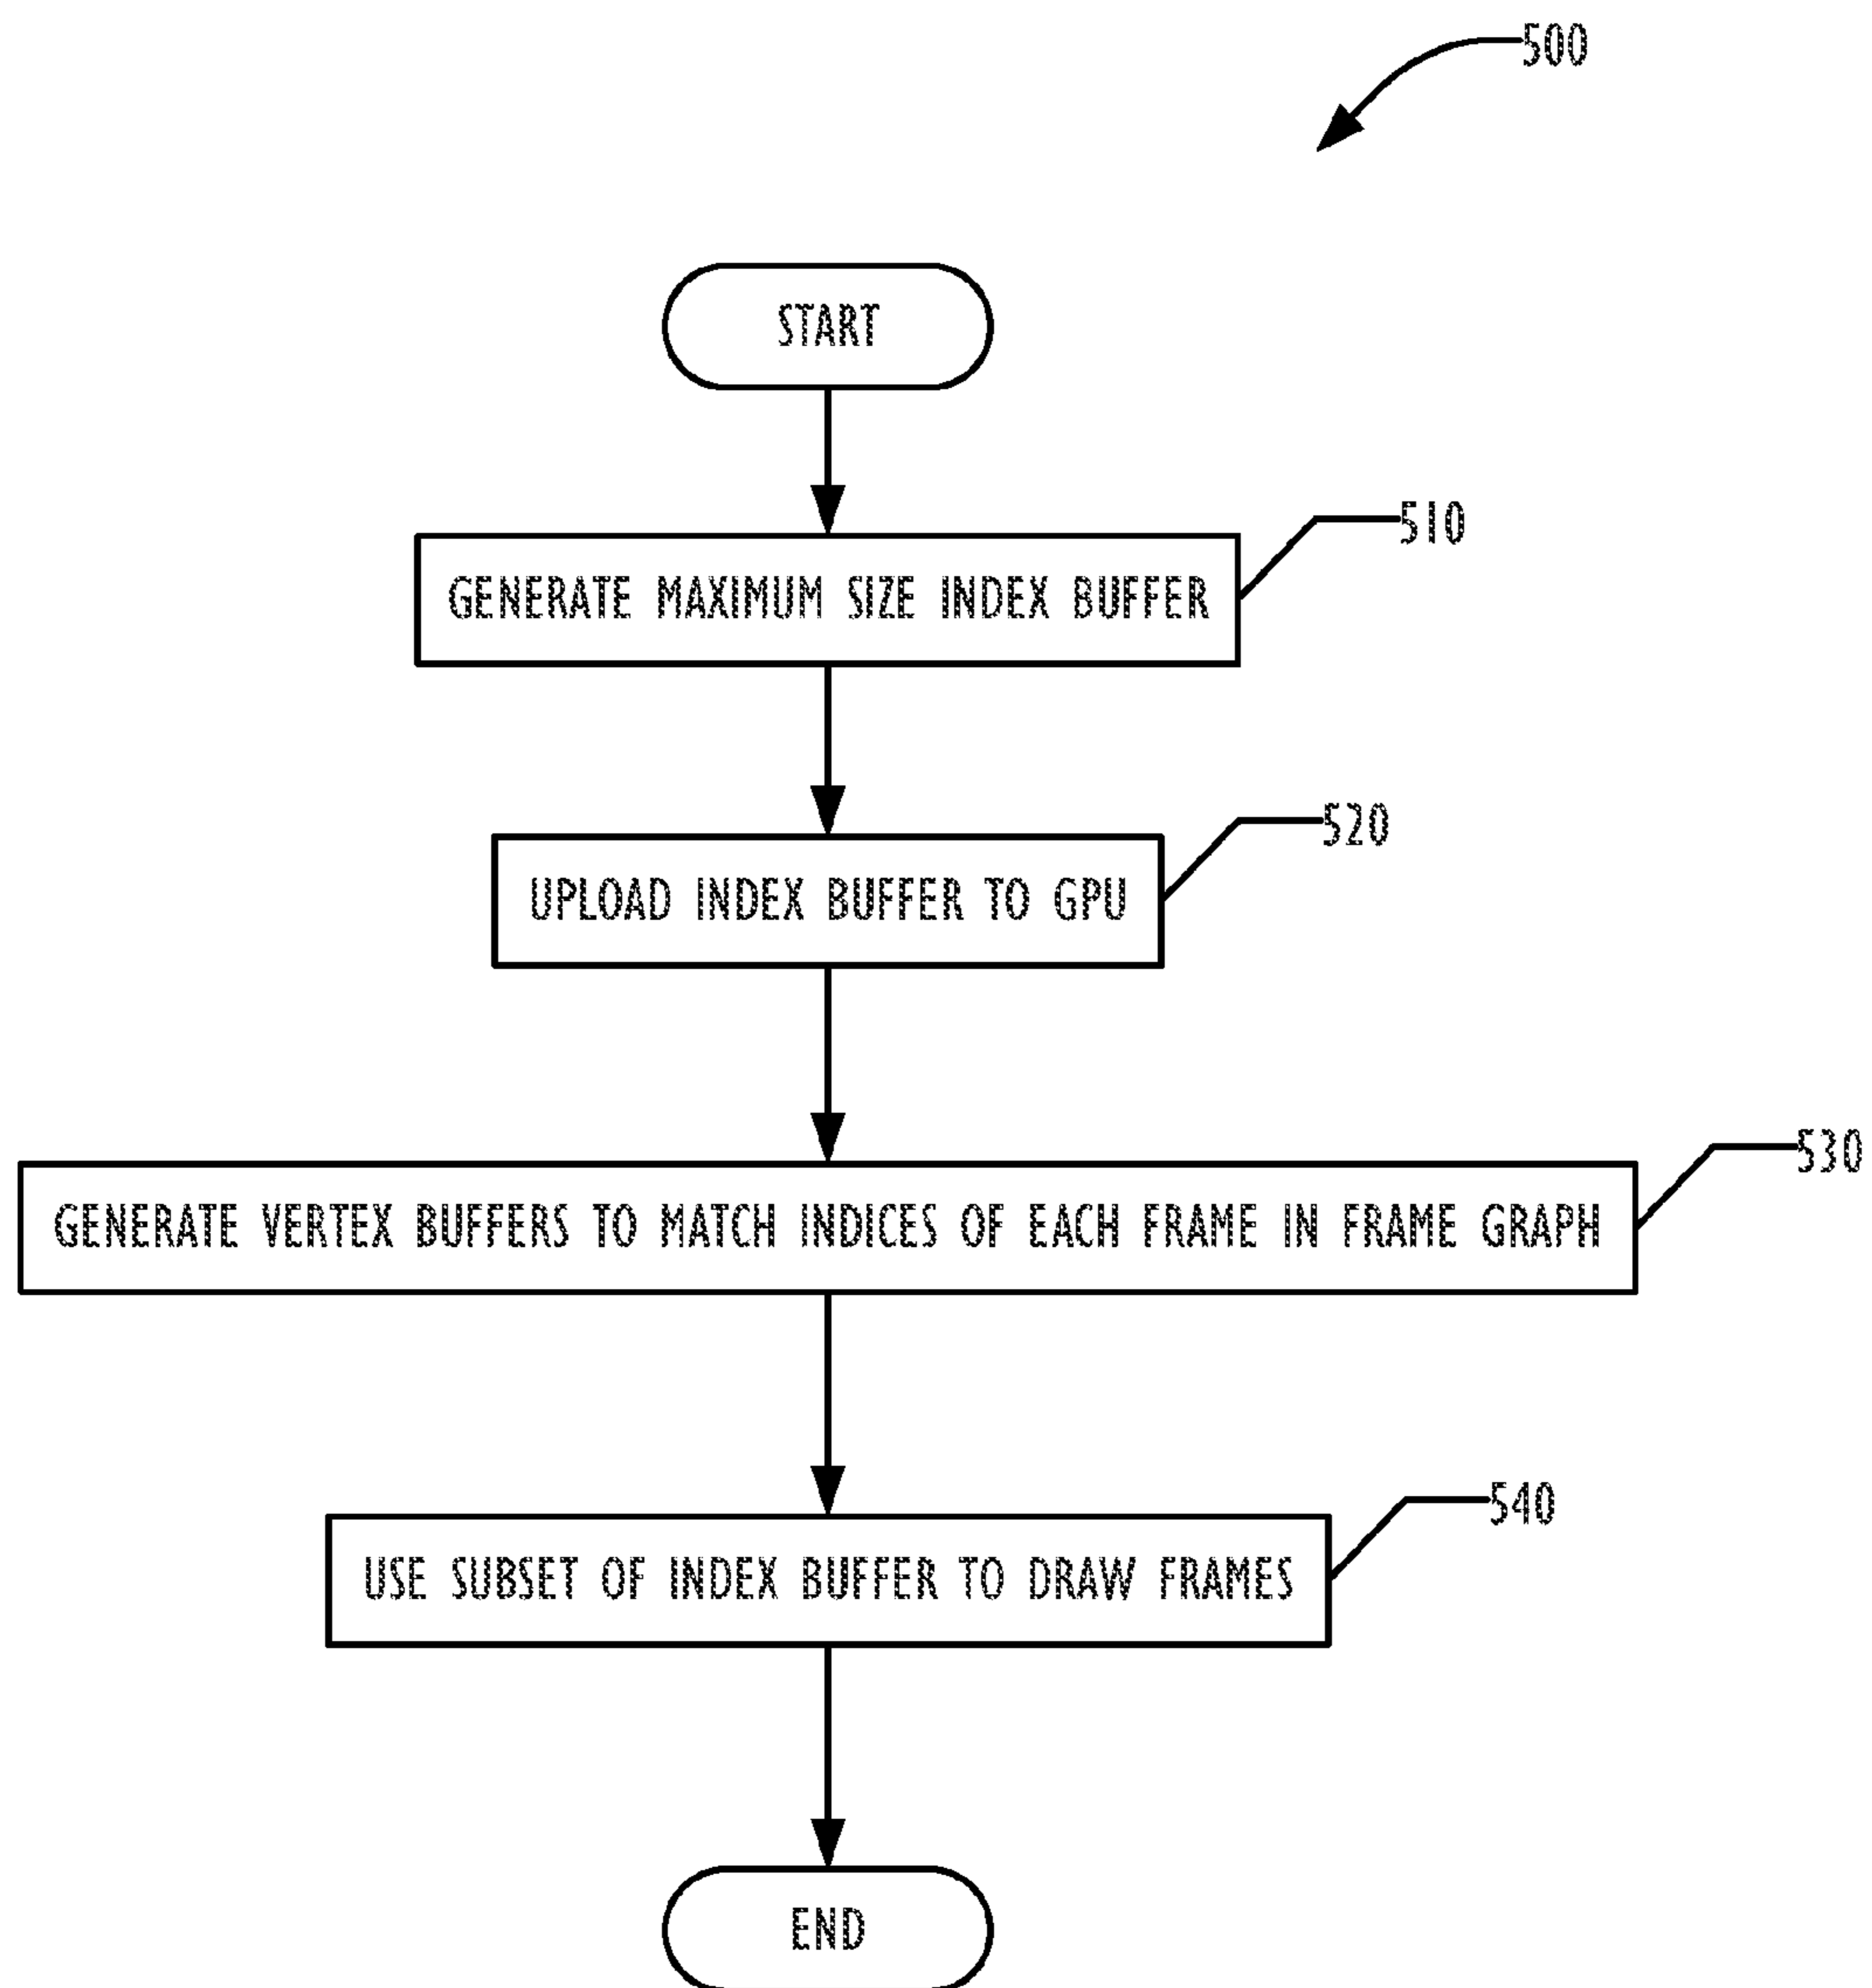 500
START
510
GENERATE MAXIMUM SIZE INDEX BUFFER
520
UPLOAD INDEX BUFFER TO GPU
530
GENERATE VERTEX BUFFERS TO MATCH INDICES OF EACH FRAME IN FRAME GRAPH
540
USE SUBSET OF INDEX BUFFER TO DRAW FRAMES
END